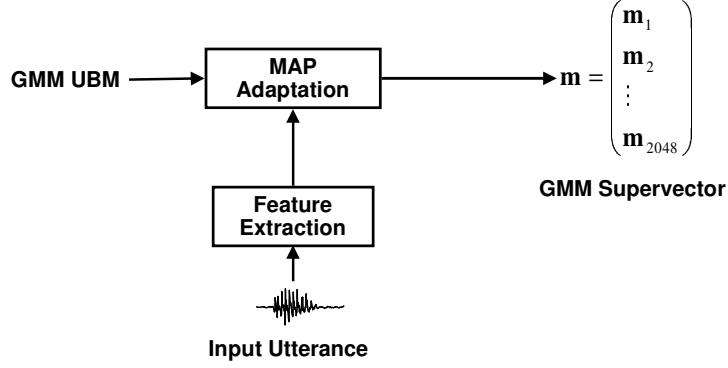 GMM UBM
MAP
Adaptation
m =
m1
m2
⋮
m2048
GMM Supervector
Feature
Extraction
Input Utterance